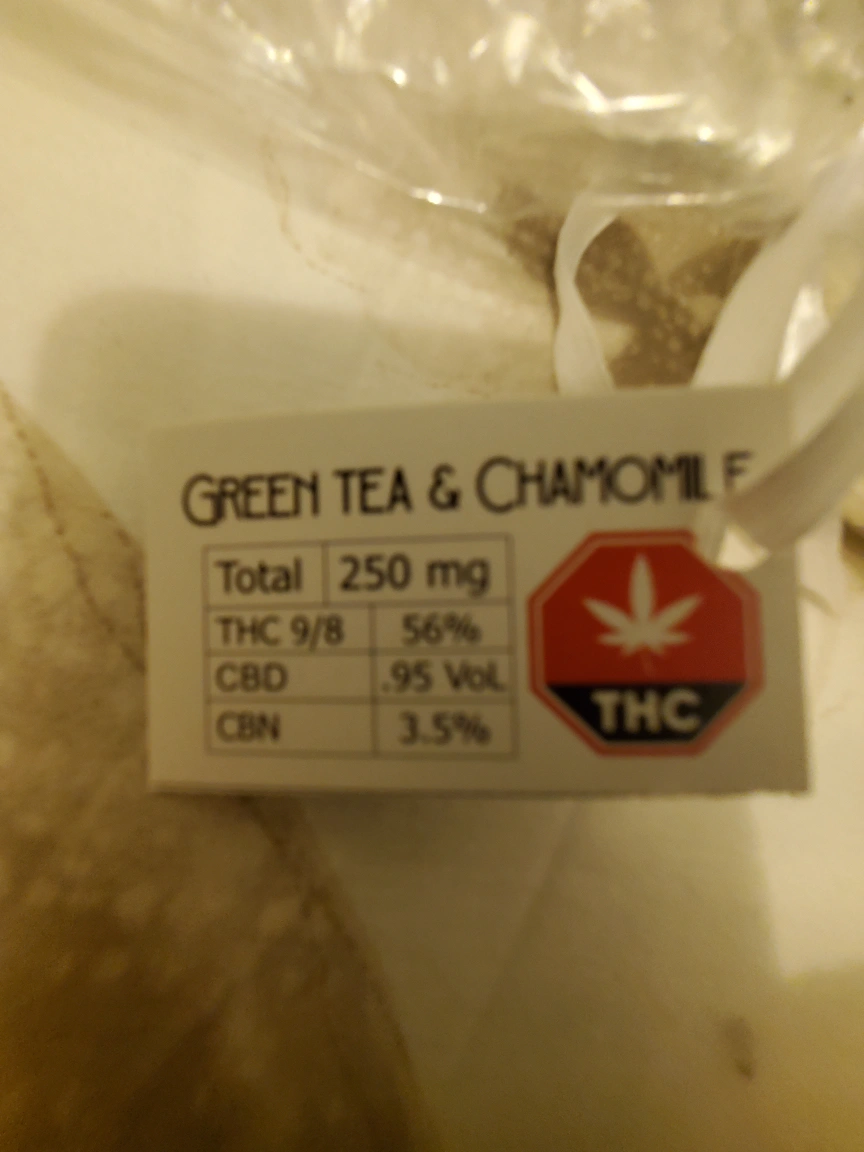 GREEN TEA & CHAMOMILE
Total 250 mg
THC 9/8 56%
CBD .95 Vol.
CBN 3.5%
THC